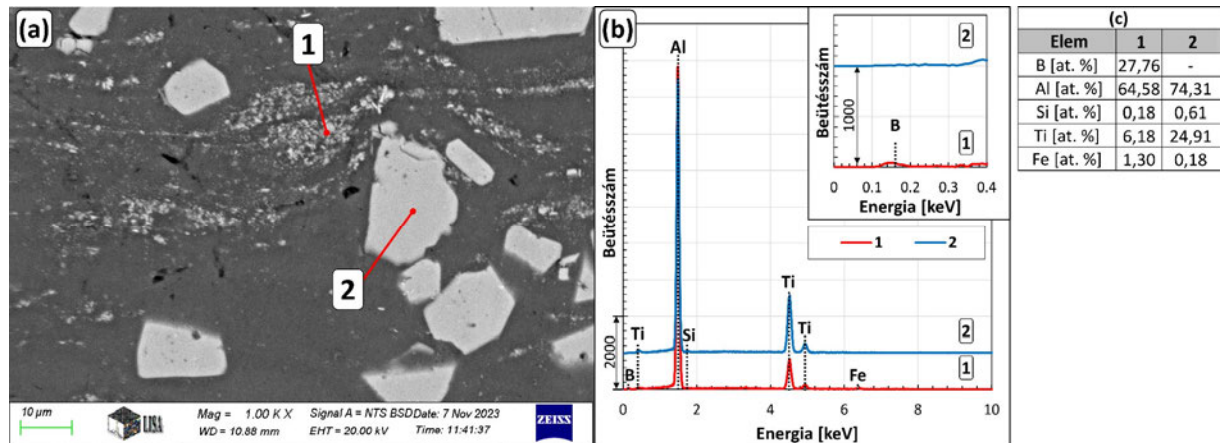 (a)
1
2
10 µm
LISA
Mag = 1.00 K X
WD = 10.88 mm
Signal A = NTS BSD
EHT = 20.00 kV
Date: 7 Nov 2023
Time: 11:41:37
ZEISS
(b)
Al
Ti
B
Si
Ti
Ti
Fe
2
1
2000
Beütésszám
0 2 4 6 8 10
Energia [keV]
2
1
B
1000
Beütésszám
0 0.1 0.2 0.3 0.4
Energia [keV]
1 2
(c)
Elem 1 2
B [at. %] 27,76 -
Al [at. %] 64,58 74,31
Si [at. %] 0,18 0,61
Ti [at. %] 6,18 24,91
Fe [at. %] 1,30 0,18